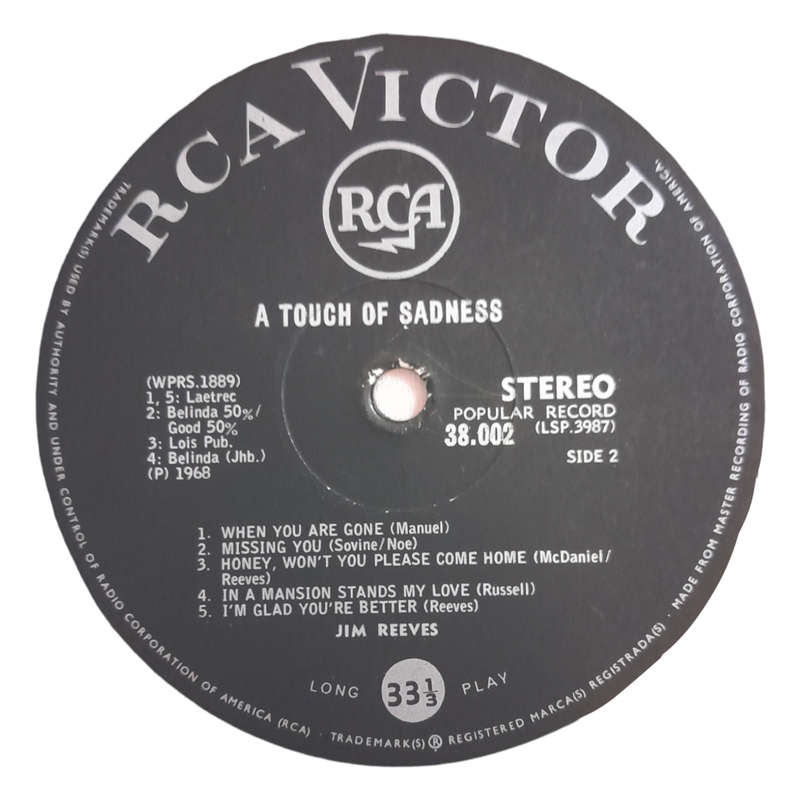 RCA VICTOR
RCA
A TOUCH OF SADNESS
(WPRS.1889)
1, 5: Laetrec
2: Belinda 50%/
Good 50%
3: Lois Pub.
4: Belinda (Jhb.)
(P) 1968
STEREO
POPULAR RECORD
38.002 (LSP.3987)
SIDE 2
1. WHEN YOU ARE GONE (Manuel)
2. MISSING YOU (Sovine/Noe)
3. HONEY, WON'T YOU PLEASE COME HOME (McDaniel/
Reeves)
4. IN A MANSION STANDS MY LOVE (Russell)
5. I'M GLAD YOU'RE BETTER (Reeves)
JIM REEVES
LONG 33⅓ PLAY
TRADEMARK(S) USED BY AUTHORITY AND UNDER CONTROL OF RADIO CORPORATION OF AMERICA (RCA) · TRADEMARK(S) ® REGISTERED MARCA(S) REGISTRADA(S) · MADE FROM MASTER RECORDING OF RADIO CORPORATION OF AMERICA.